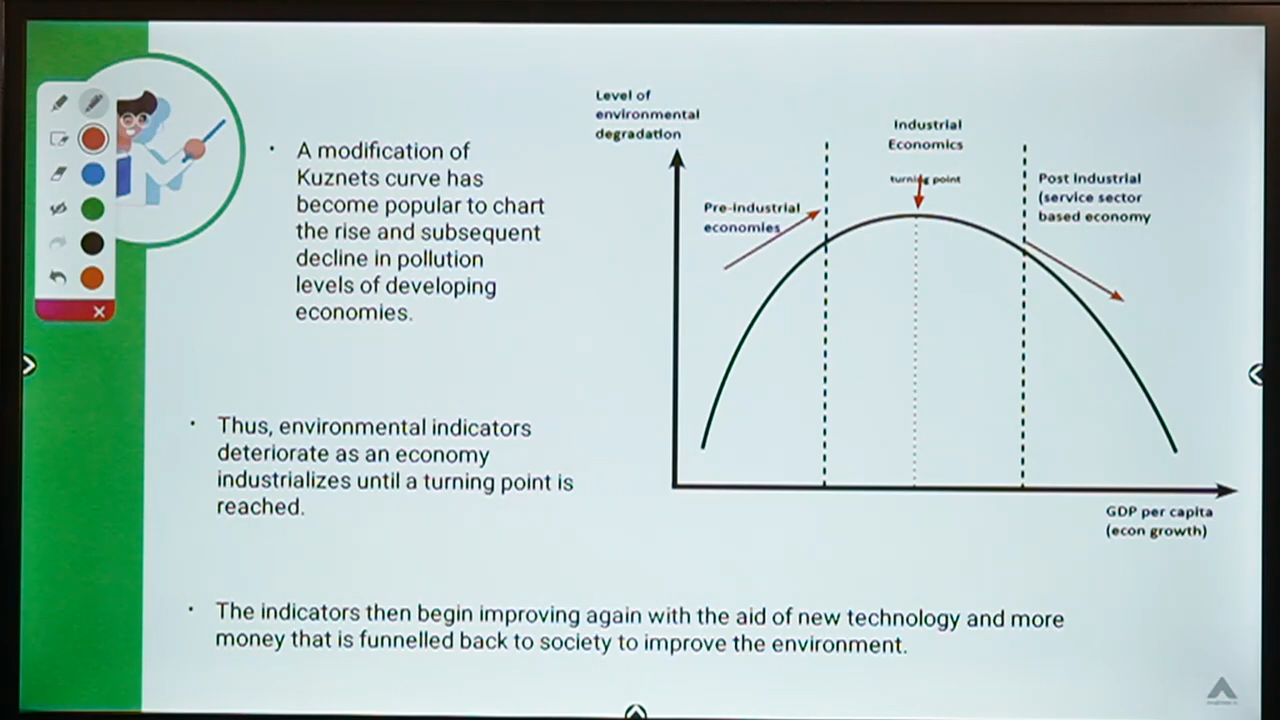 • A modification of
Kuznets curve has
become popular to chart
the rise and subsequent
decline in pollution
levels of developing
economies.
• Thus, environmental indicators
deteriorate as an economy
industrializes until a turning point is
reached.
• The indicators then begin improving again with the aid of new technology and more
money that is funnelled back to society to improve the environment.
Level of
environmental
degradation
Industrial
Economics
turning point
Pre-industrial
economies
Post Industrial
(service sector
based economy
GDP per capita
(econ growth)